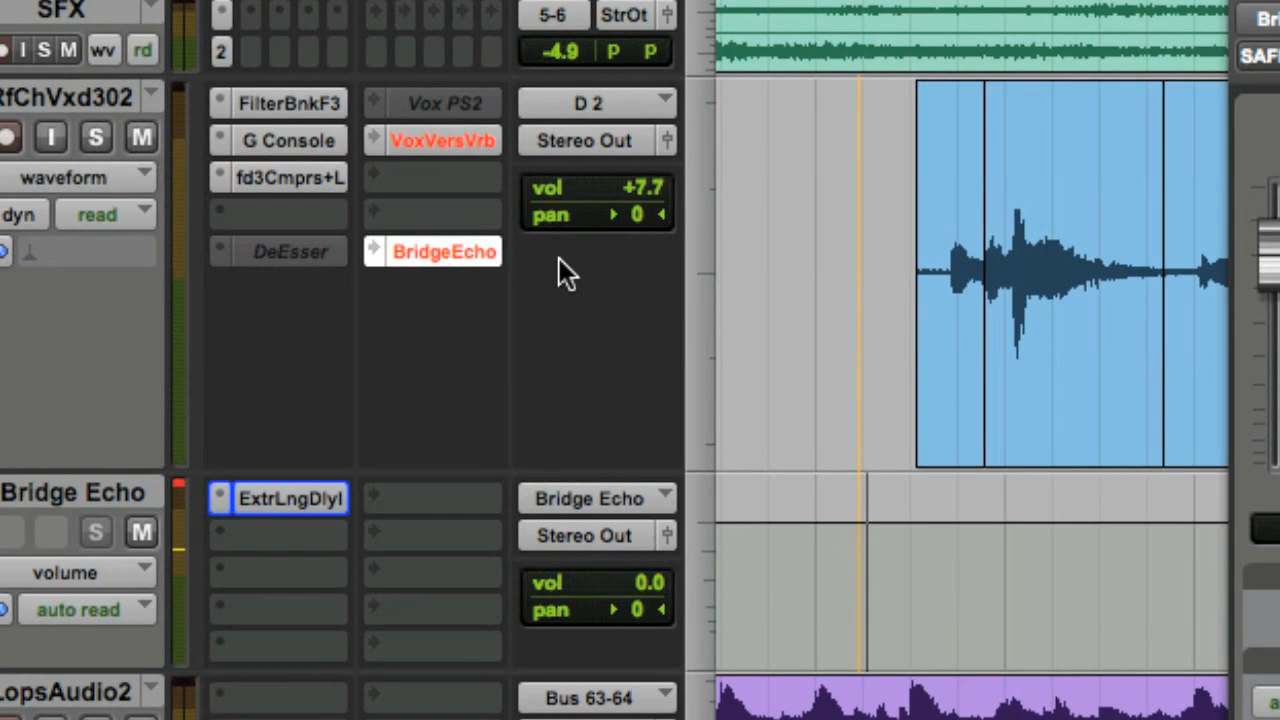 SFX
5-6
StrOt
Br
I S M
wv
rd
2
-4.9
p p
SAF
RfChVxd302
FilterBnkF3
Vox PS2
D 2
I
S
M
G Console
VoxVersVrb
Stereo Out
waveform
fd3Cmprs+L
vol +7.7
dyn
read
pan 0
DeEsser
BridgeEcho
Bridge Echo
ExtrLngDlyI
Bridge Echo
S
M
Stereo Out
volume
vol 0.0
auto read
pan 0
LopsAudio2
Bus 63-64
a